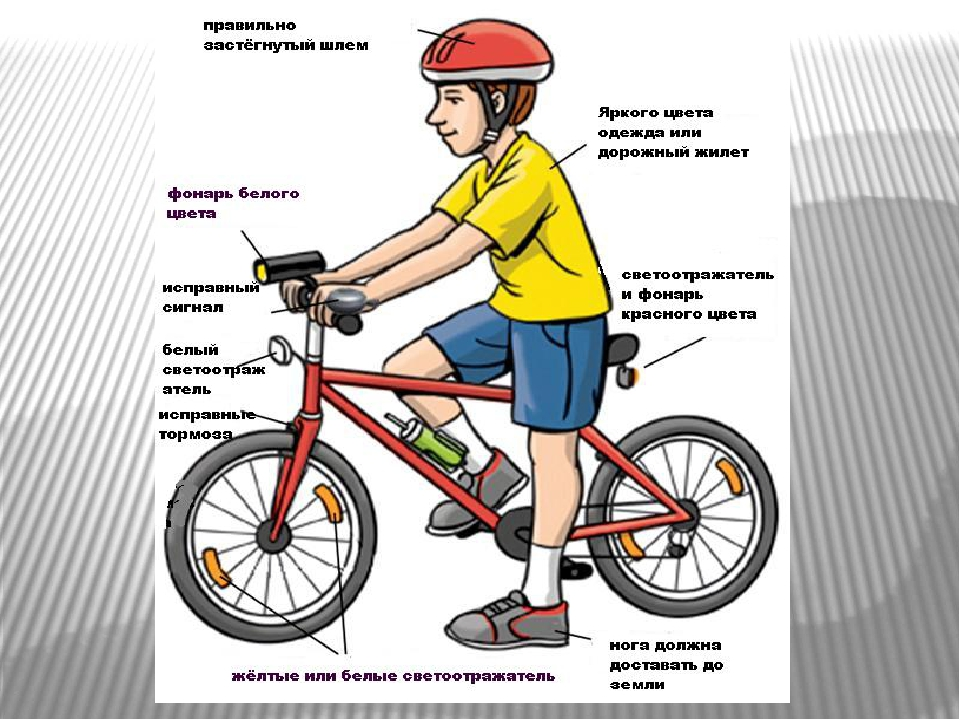 правильно
застёгнутый шлем
Яркого цвета
одежда или
дорожный жилет
фонарь белого
цвета
светоотражатель
и фонарь
красного цвета
исправный
сигнал
белый
светоотраж
атель
исправные
тормоза
нога должна
доставать до
земли
жёлтые или белые светоотражатель